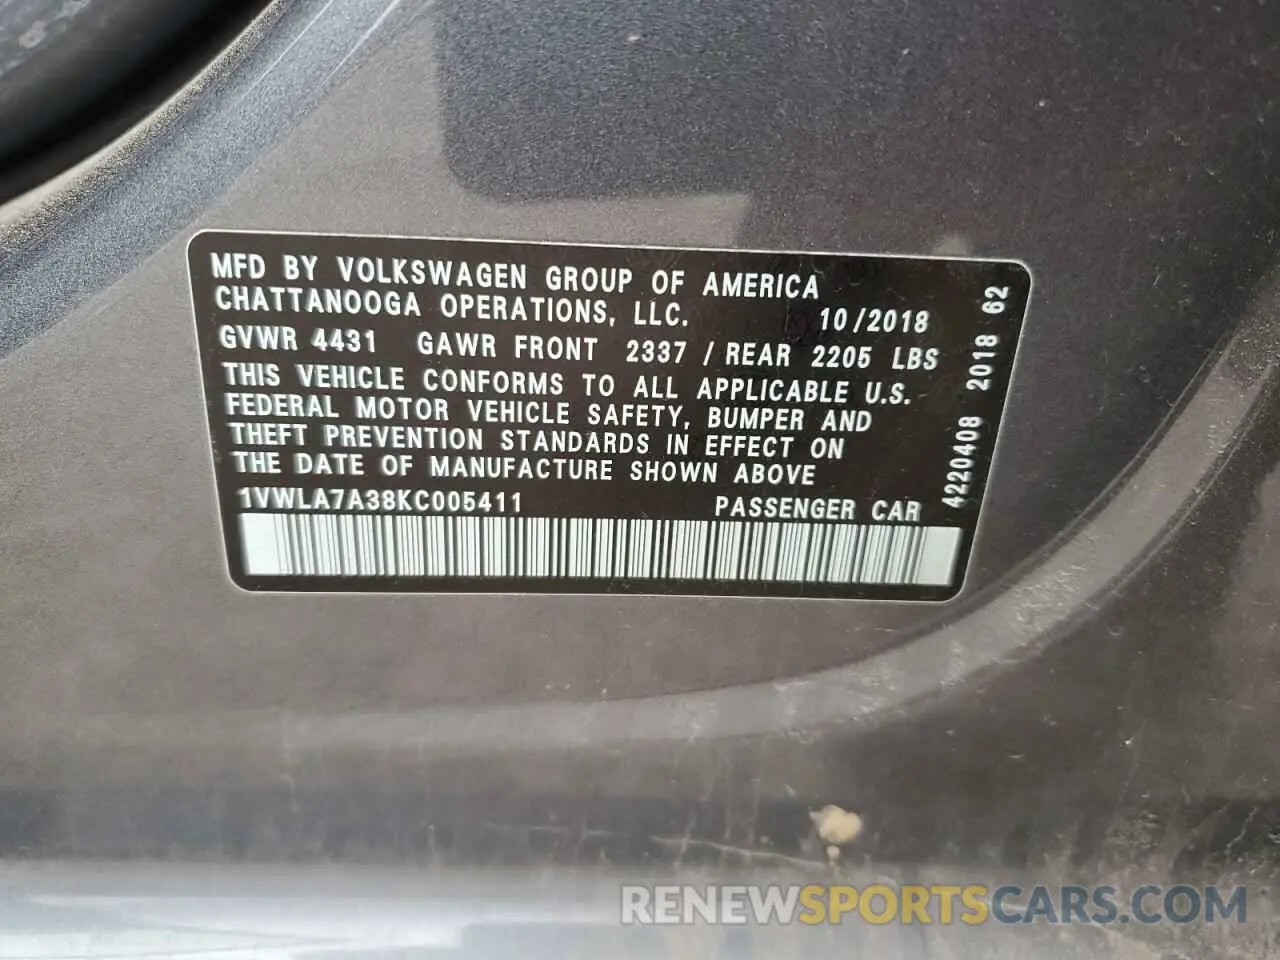 MFD BY VOLKSWAGEN GROUP OF AMERICA
CHATTANOOGA OPERATIONS, LLC. 10/2018
GVWR 4431 GAWR FRONT 2337 / REAR 2205 LBS
THIS VEHICLE CONFORMS TO ALL APPLICABLE U.S.
FEDERAL MOTOR VEHICLE SAFETY, BUMPER AND
THEFT PREVENTION STANDARDS IN EFFECT ON
THE DATE OF MANUFACTURE SHOWN ABOVE
1VWLA7A38KC005411 PASSENGER CAR
4220408 2018 62
RENEWSPORTSCARS.COM